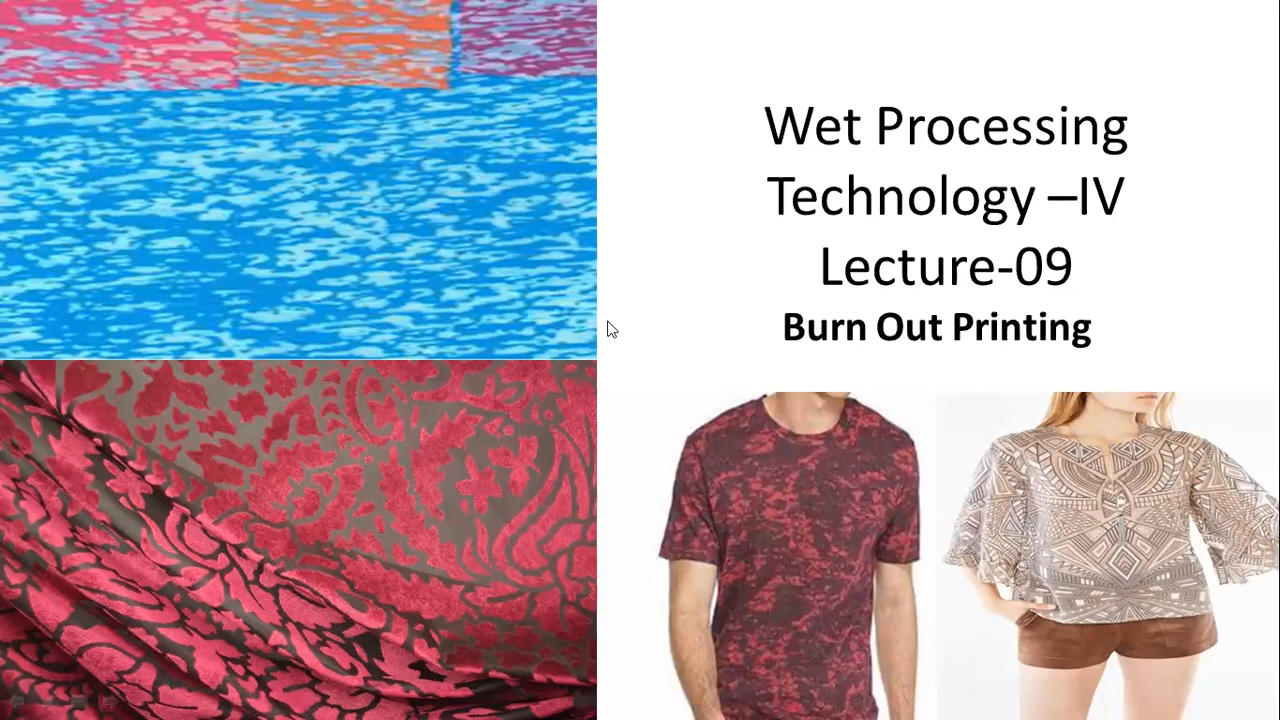 Wet Processing
Technology –IV
Lecture-09
Burn Out Printing